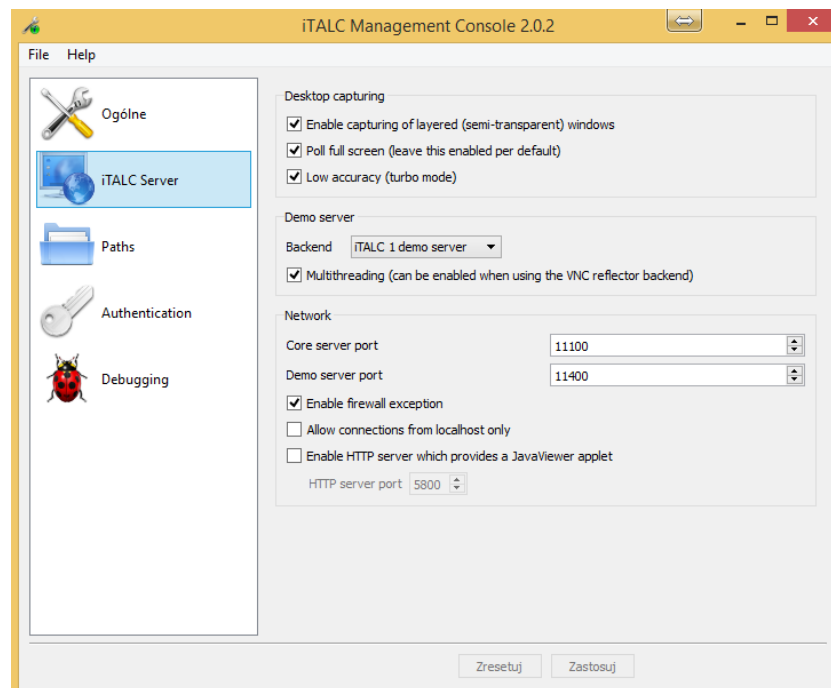 iTALC Management Console 2.0.2
File Help
Ogólne
iTALC Server
Paths
Authentication
Debugging
Desktop capturing
Enable capturing of layered (semi-transparent) windows
Poll full screen (leave this enabled per default)
Low accuracy (turbo mode)
Demo server
Backend iTALC 1 demo server
Multithreading (can be enabled when using the VNC reflector backend)
Network
Core server port 11100
Demo server port 11400
Enable firewall exception
Allow connections from localhost only
Enable HTTP server which provides a JavaViewer applet
HTTP server port 5800
Zresetuj Zastosuj